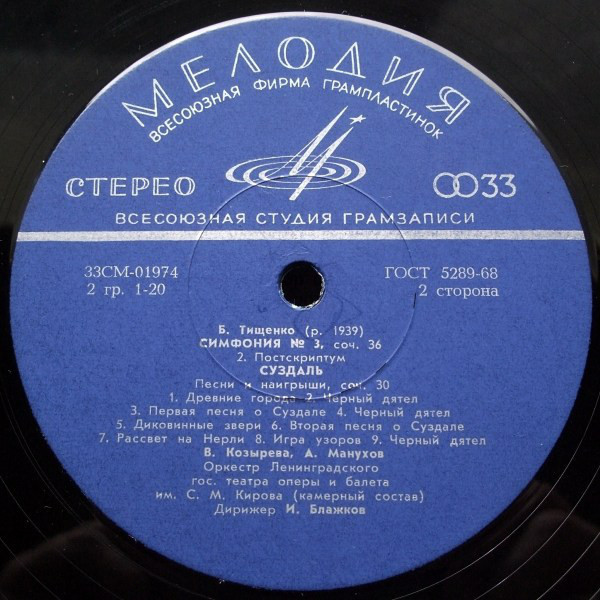 МЕЛОДИЯ
ВСЕСОЮЗНАЯ ФИРМА ГРАМПЛАСТИНОК
СТЕРЕО
33
ВСЕСОЮЗНАЯ СТУДИЯ ГРАМЗАПИСИ
33СМ-01974 ГОСТ 5289-68
2 гр. 1-20 2 сторона
Б. Тищенко (р. 1939)
СИМФОНИЯ № 3, соч. 36
2. Постскриптум
СУЗДАЛЬ
Песни и наигрыши, соч. 30
1. Древние города 2. Черный дятел
3. Первая песня о Суздале 4. Черный дятел
5. Диковинные звери 6. Вторая песня о Суздале
7. Рассвет на Нерли 8. Игра узоров 9. Черный дятел
В. Козырева, А. Манухов
Оркестр Ленинградского
гос. театра оперы и балета
им. С. М. Кирова (камерный состав)
Дирижер И. Блажков